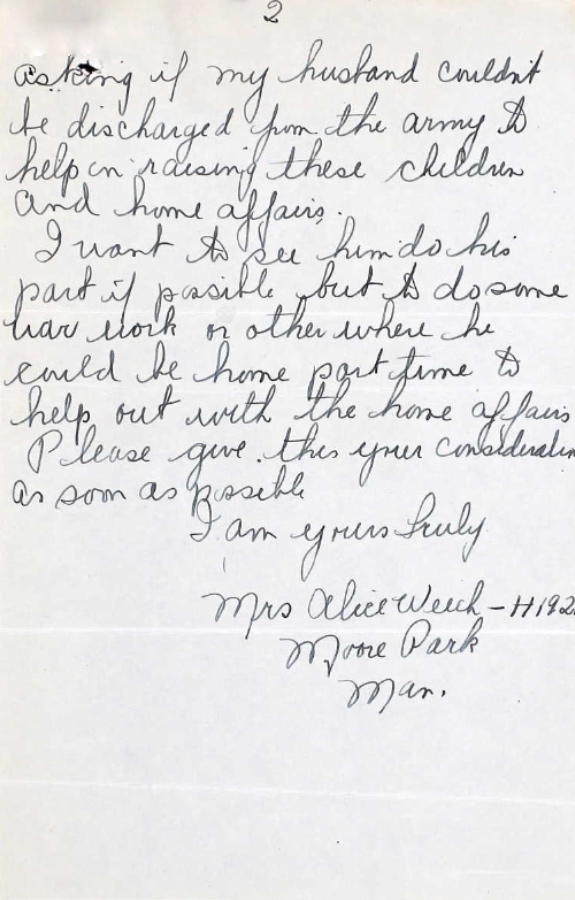 2
asking if my husband couldn't
be discharged from the army to
help in raising these children
and home affairs.
I want to see him do his
part if possible but to do some
war work or other where he
could be home part time to
help out with the home affairs
Please give this your consideration
as soon as possible
I am yours truly
Mrs Alice Weech - H192
Moore Park
Man.